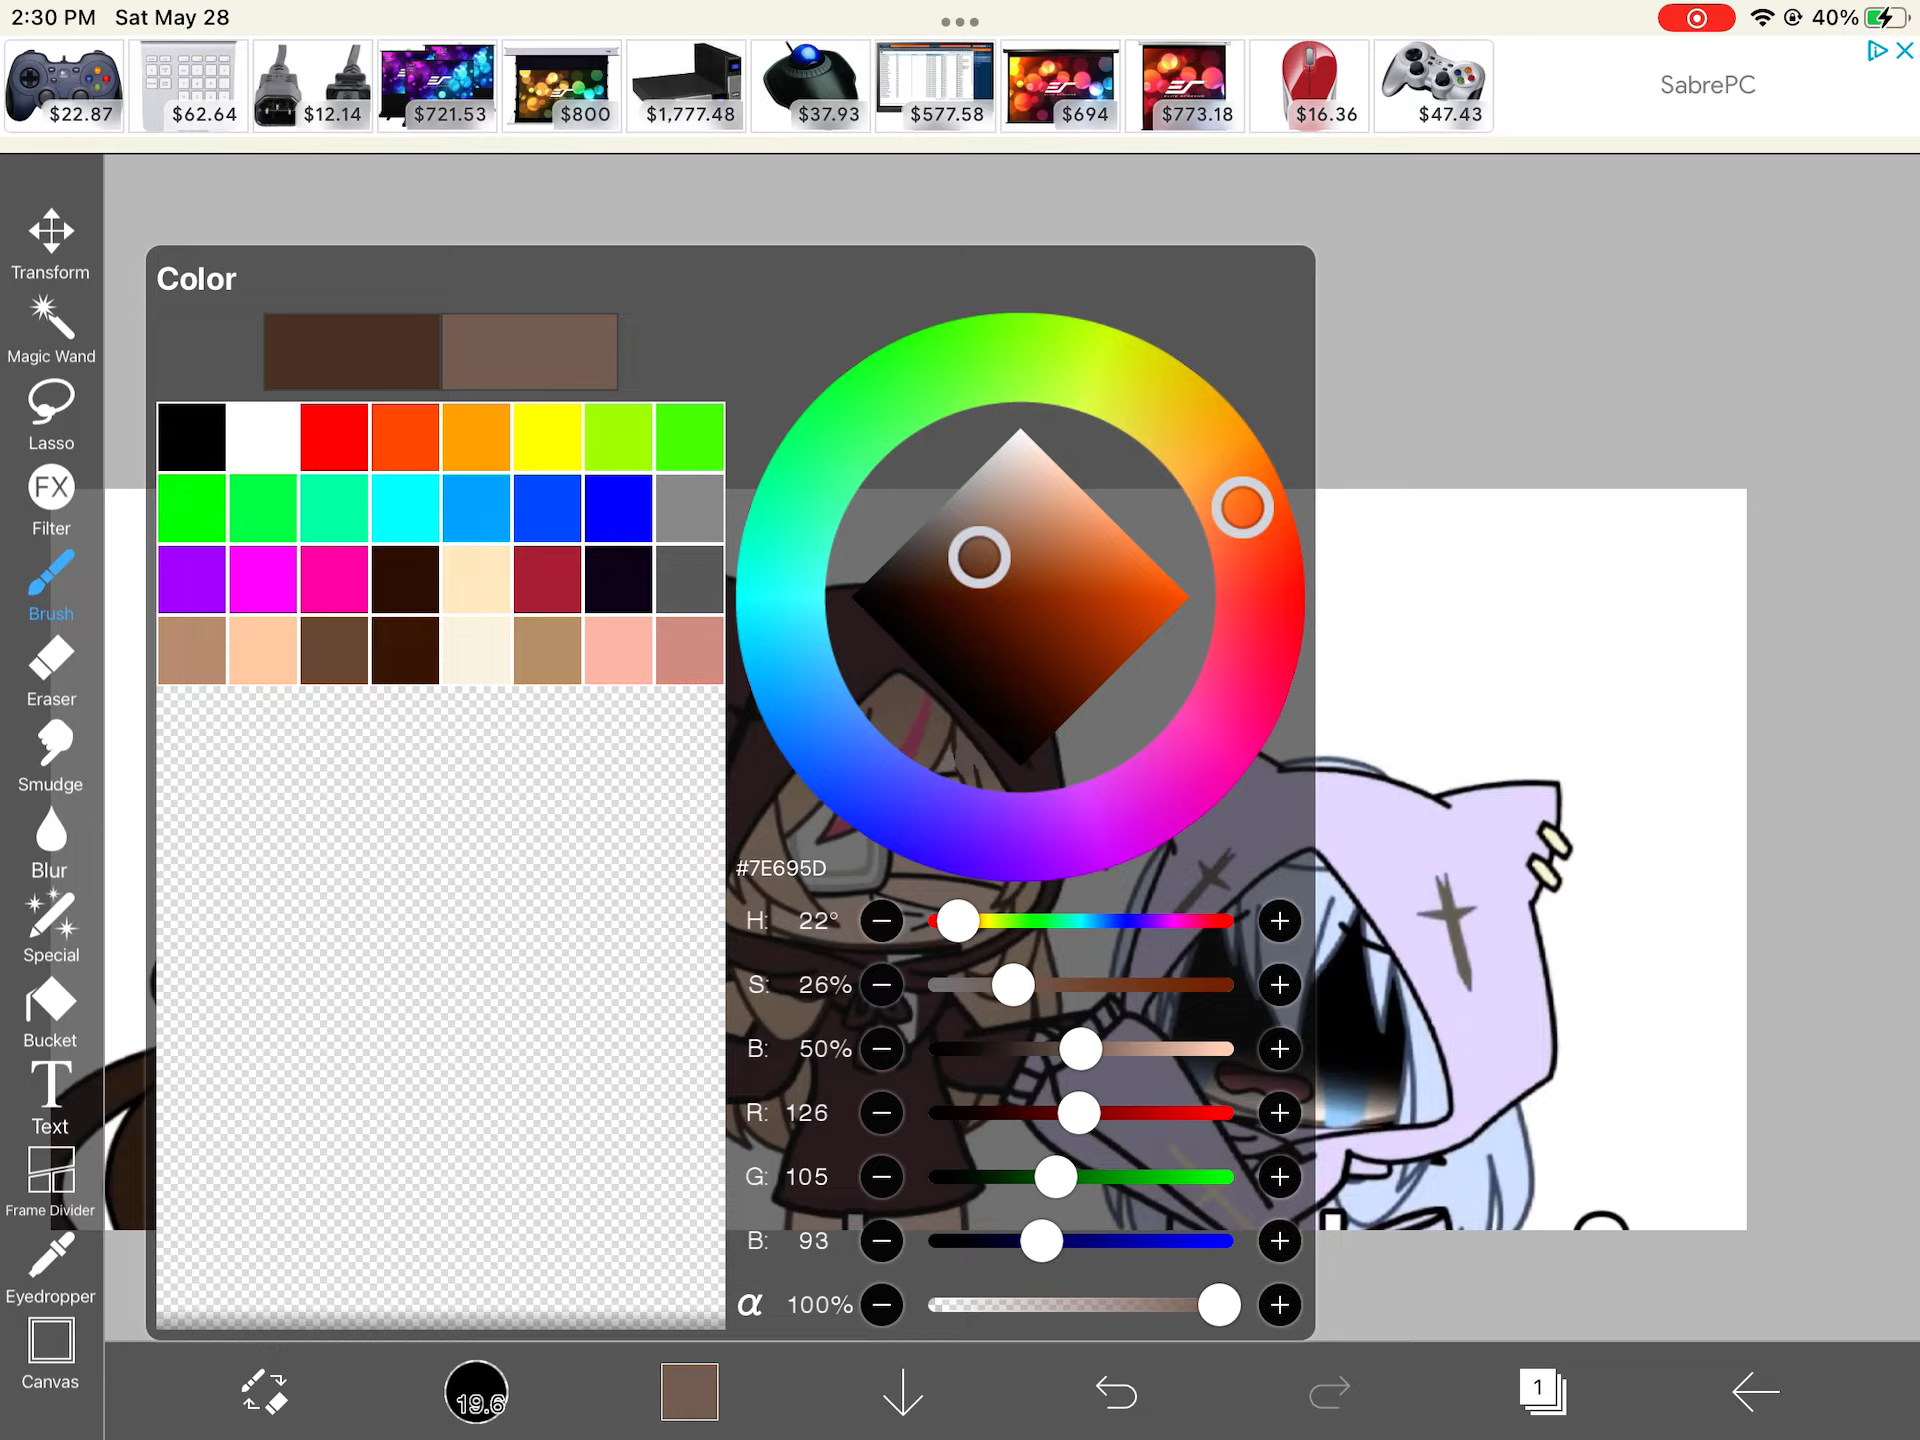 2:30 PM Sat May 28
40%
$22.87
$62.64
$12.14
$721.53
$800
$1,777.48
$37.93
$577.58
$694
$773.18
$16.36
$47.43
SabrePC
Transform
Magic Wand
Lasso
FX
Filter
Brush
Eraser
Smudge
Blur
Special
Bucket
T
Text
Frame Divider
Eyedropper
Canvas
Color
#7E695D
H: 22°
S: 26%
B: 50%
R: 126
G: 105
B: 93
α 100%
19.6
1